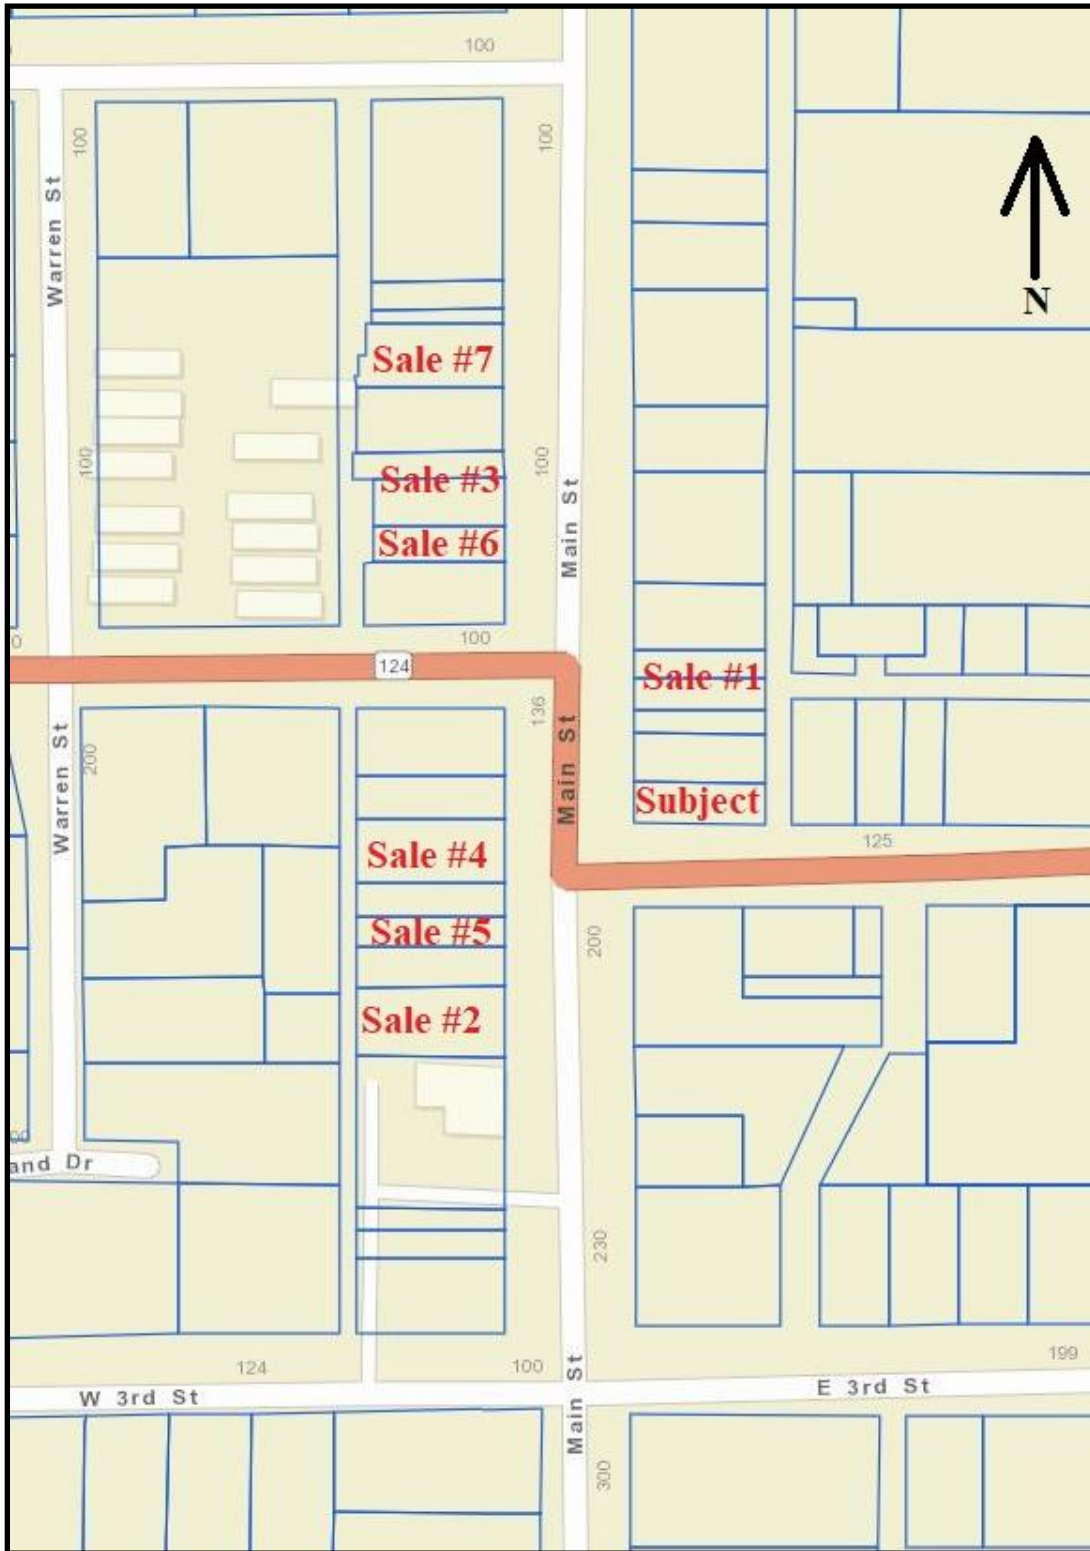 100
100
100
Warren St
N
Sale #7
100
100
Sale #3
Main St
Sale #6
0
100
124
Sale #1
136
200
Warren St
Main St
Subject
125
Sale #4
Sale #5
200
Sale #2
and Dr
230
124
100
199
W 3rd St
Main St
E 3rd St
300